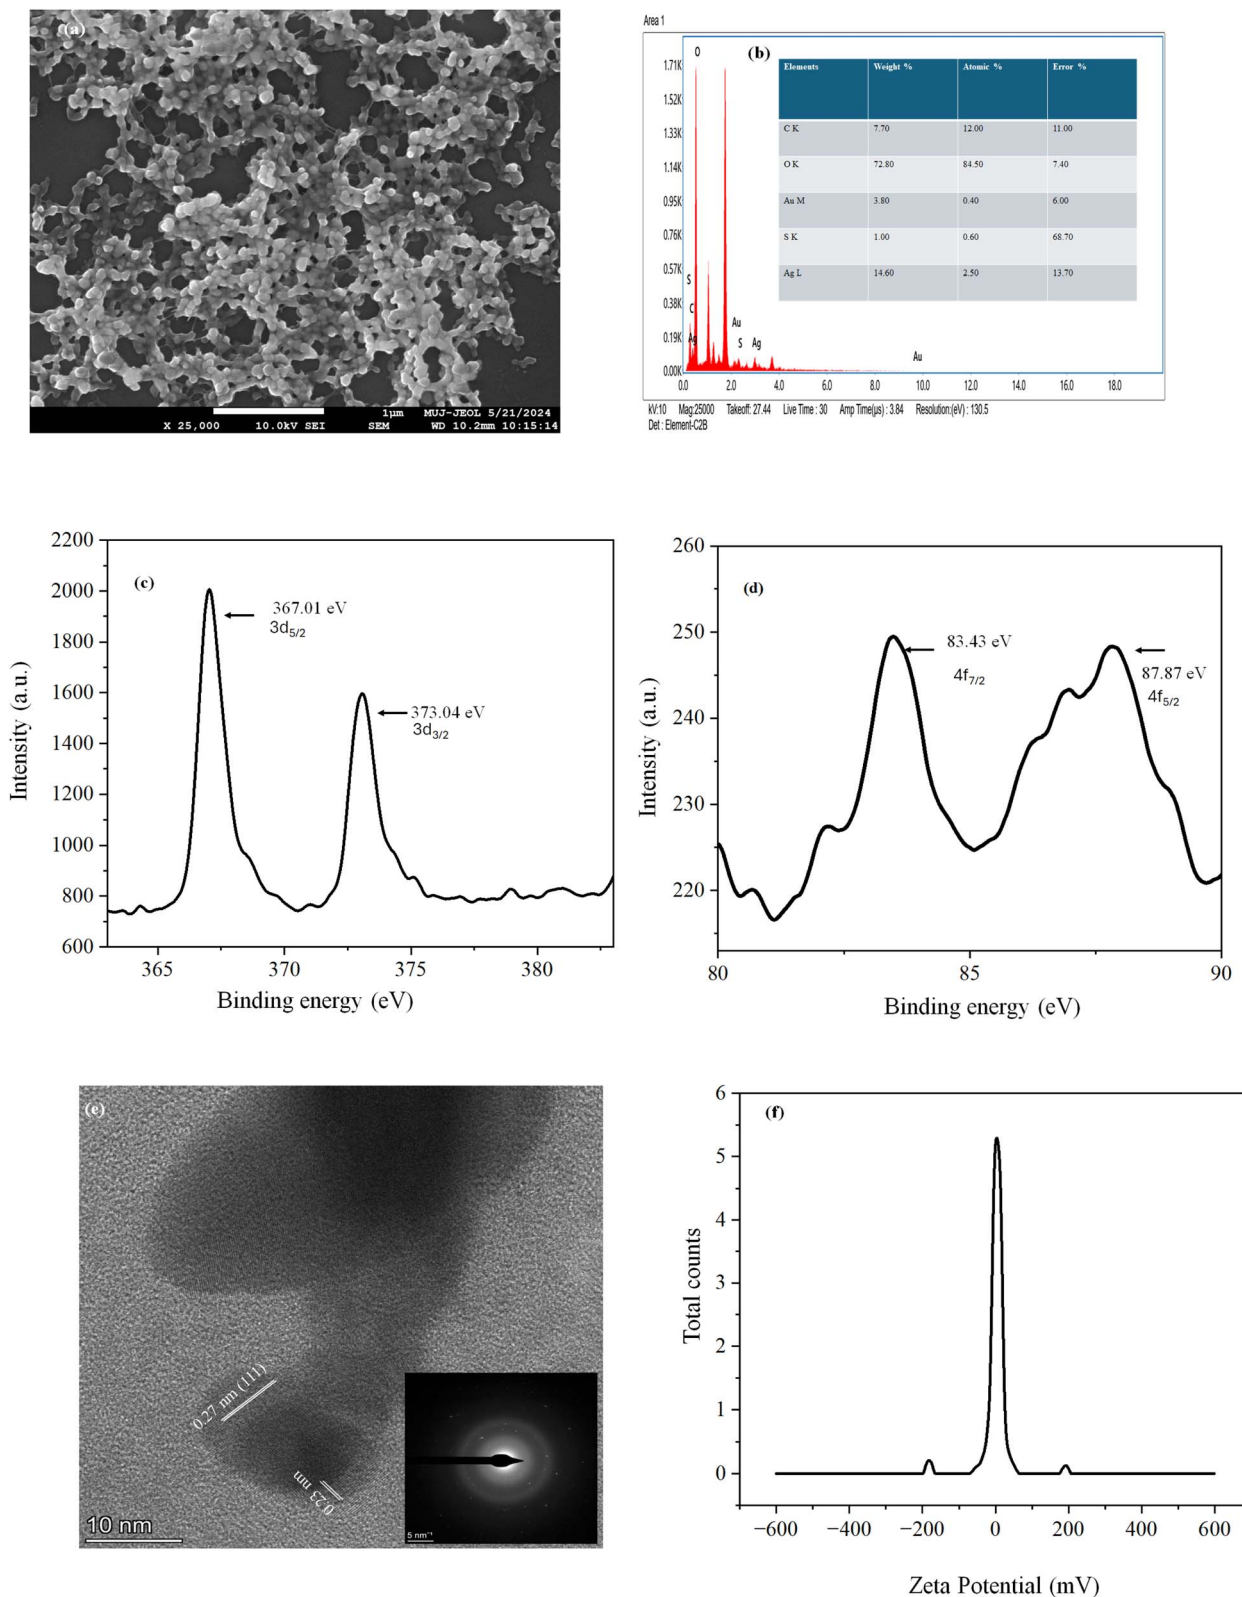 (a)
1µm MUJ-JEOL 5/21/2024
X 25,000 10.0kV SEI SEM WD 10.2mm 10:15:14
Area 1
(b)
1.71K
1.52K
1.33K
1.14K
0.95K
0.76K
0.57K
0.38K
0.19K
0.00K
O
S
C
Ag
Au
S
Ag
Au
0.0 2.0 4.0 6.0 8.0 10.0 12.0 14.0 16.0 18.0
Elements Weight % Atomic % Error %
C K 7.70 12.00 11.00
O K 72.80 84.50 7.40
Au M 3.80 0.40 6.00
S K 1.00 0.60 68.70
Ag L 14.60 2.50 13.70
kV:10 Mag:25000 Takeoff: 27.44 Live Time : 30 Amp Time(µs) : 3.84 Resolution:(eV) : 130.5
Det : Element-C2B
(c)
Intensity (a.u.)
2200
2000
1800
1600
1400
1200
1000
800
600
367.01 eV
3d5/2
373.04 eV
3d3/2
365 370 375 380
Binding energy (eV)
(d)
Intensity (a.u.)
260
250
240
230
220
83.43 eV
4f7/2
87.87 eV
4f5/2
80 85 90
Binding energy (eV)
(e)
0.27 nm (111)
0.23 nm
10 nm
5 nm⁻¹
(f)
Total counts
6
5
4
3
2
1
0
−600 −400 −200 0 200 400 600
Zeta Potential (mV)